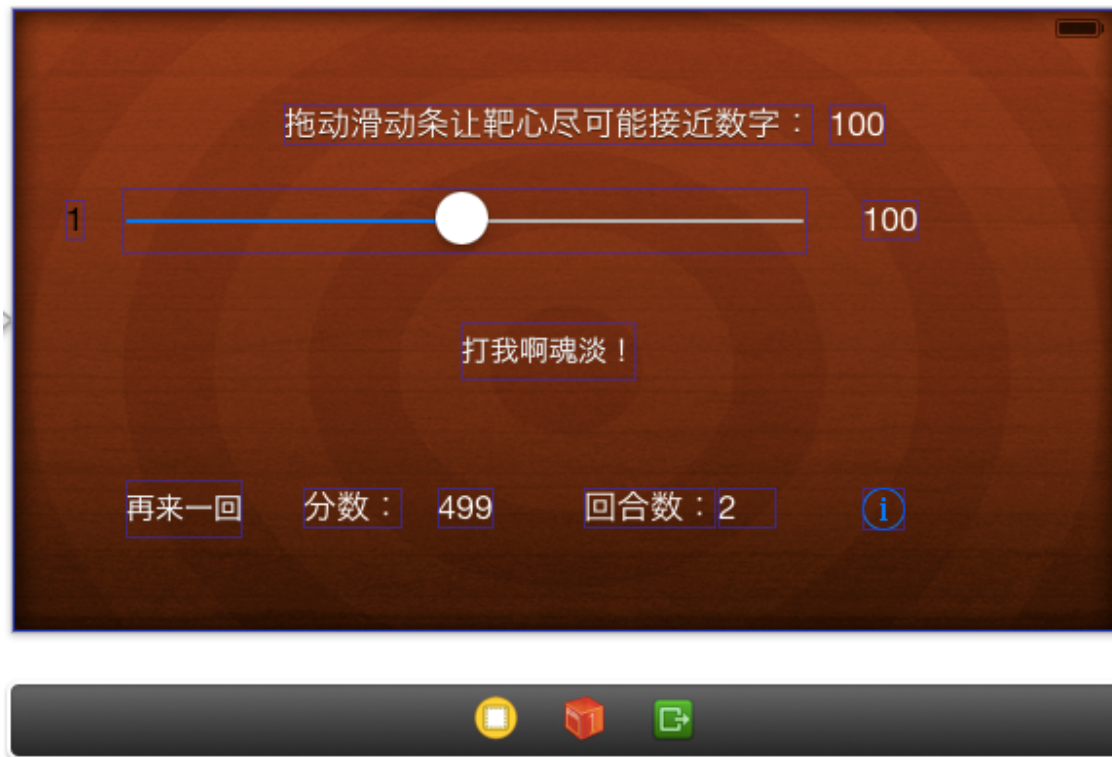 拖动滑动条让靶心尽可能接近数字： 100
1 100
打我啊魂淡！
再来一回 分数： 499 回合数：2 i
1